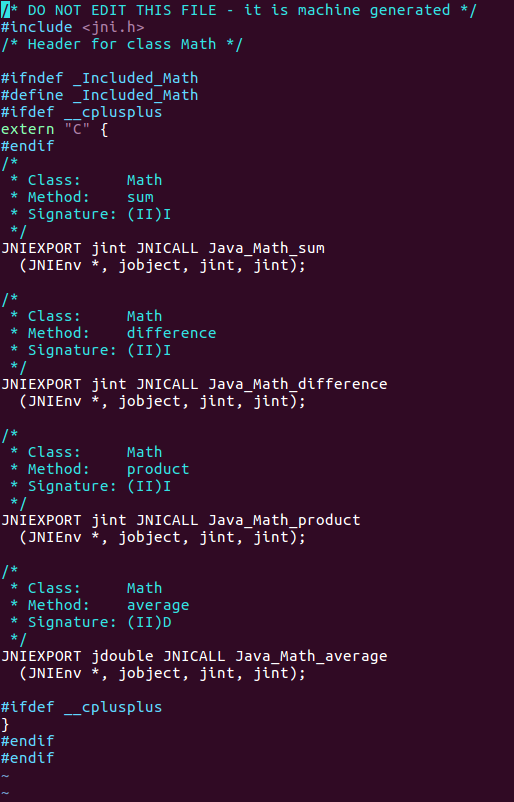 /* DO NOT EDIT THIS FILE - it is machine generated */
#include <jni.h>
/* Header for class Math */

#ifndef _Included_Math
#define _Included_Math
#ifdef __cplusplus
extern "C" {
#endif
/*
 * Class:     Math
 * Method:    sum
 * Signature: (II)I
 */
JNIEXPORT jint JNICALL Java_Math_sum
  (JNIEnv *, jobject, jint, jint);

/*
 * Class:     Math
 * Method:    difference
 * Signature: (II)I
 */
JNIEXPORT jint JNICALL Java_Math_difference
  (JNIEnv *, jobject, jint, jint);

/*
 * Class:     Math
 * Method:    product
 * Signature: (II)I
 */
JNIEXPORT jint JNICALL Java_Math_product
  (JNIEnv *, jobject, jint, jint);

/*
 * Class:     Math
 * Method:    average
 * Signature: (II)D
 */
JNIEXPORT jdouble JNICALL Java_Math_average
  (JNIEnv *, jobject, jint, jint);

#ifdef __cplusplus
}
#endif
#endif
~
~